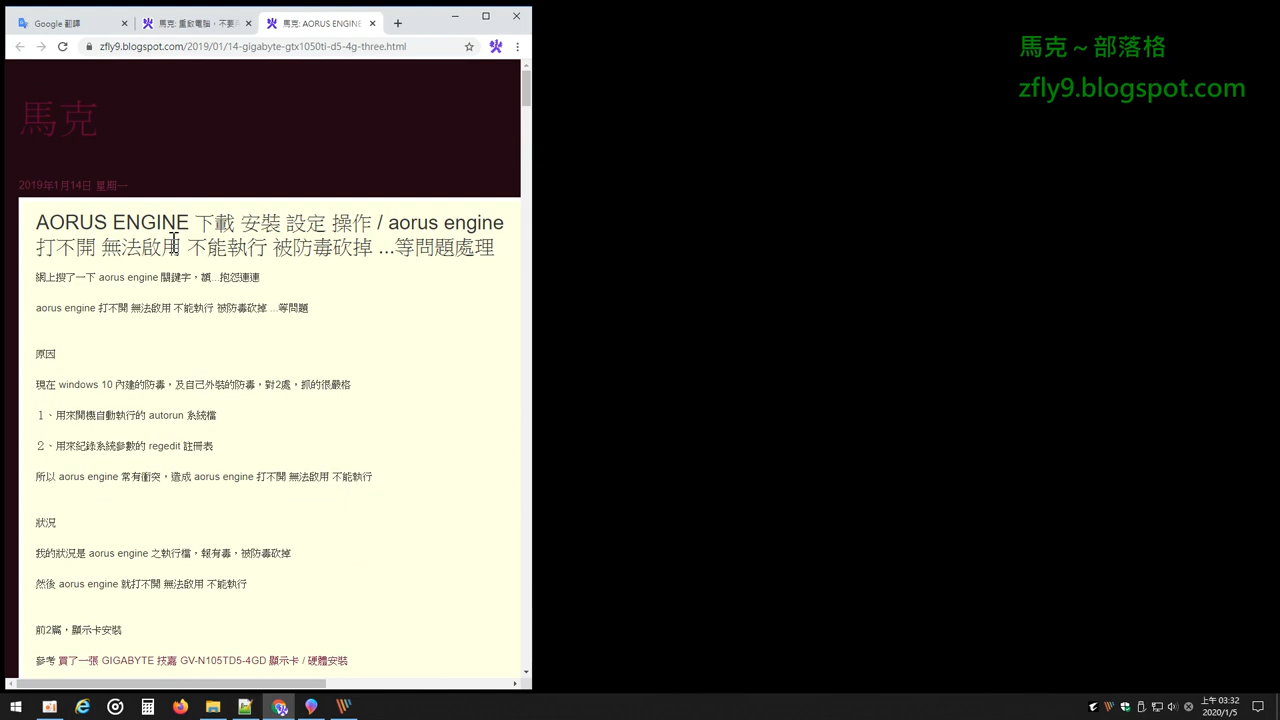 Google 翻譯
馬克: 重啟電腦，不要
馬克: AORUS ENGINE
zfly9.blogspot.com/2019/01/14-gigabyte-gtx1050ti-d5-4g-three.html
馬克～部落格
zfly9.blogspot.com
馬克
2019年1月14日 星期一
AORUS ENGINE 下載 安裝 設定 操作 / aorus engine
打不開 無法啟用 不能執行 被防毒砍掉 ...等問題處理
網上搜了一下 aorus engine 關鍵字，額...抱怨連連
aorus engine 打不開 無法啟用 不能執行 被防毒砍掉 ...等問題
原因
現在 windows 10 內建的防毒，及自己外裝的防毒，對2處，抓的很嚴格
１、用來開機自動執行的 autorun 系統檔
２、用來紀錄系統參數的 regedit 註冊表
所以 aorus engine 常有衝突，造成 aorus engine 打不開 無法啟用 不能執行
狀況
我的狀況是 aorus engine 之執行檔，報有毒，被防毒砍掉
然後 aorus engine 就打不開 無法啟用 不能執行
前2篇，顯示卡安裝
參考 買了一張 GIGABYTE 技嘉 GV-N105TD5-4GD 顯示卡 / 硬體安裝
上午 03:32
2020/1/5